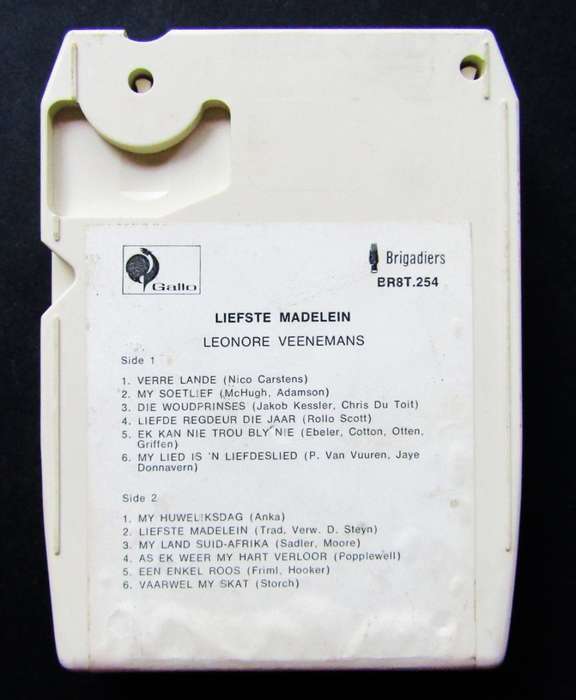 Gallo
Brigadiers
BR8T.254
LIEFSTE MADELEIN
LEONORE VEENEMANS
Side 1
1. VERRE LANDE (Nico Carstens)
2. MY SOETLIEF (McHugh, Adamson)
3. DIE WOUDPRINSES (Jakob Kessler, Chris Du Toit)
4. LIEFDE REGDEUR DIE JAAR (Rollo Scott)
5. EK KAN NIE TROU BLY NIE (Ebeler, Cotton, Otten,
Griffen)
6. MY LIED IS 'N LIEFDESLIED (P. Van Vuuren, Jaye
Donnavern)
Side 2
1. MY HUWELIKSDAG (Anka)
2. LIEFSTE MADELEIN (Trad. Verw. D. Steyn)
3. MY LAND SUID-AFRIKA (Sadler, Moore)
4. AS EK WEER MY HART VERLOOR (Popplewell)
5. EEN ENKEL ROOS (Friml, Hooker)
6. VAARWEL MY SKAT (Storch)